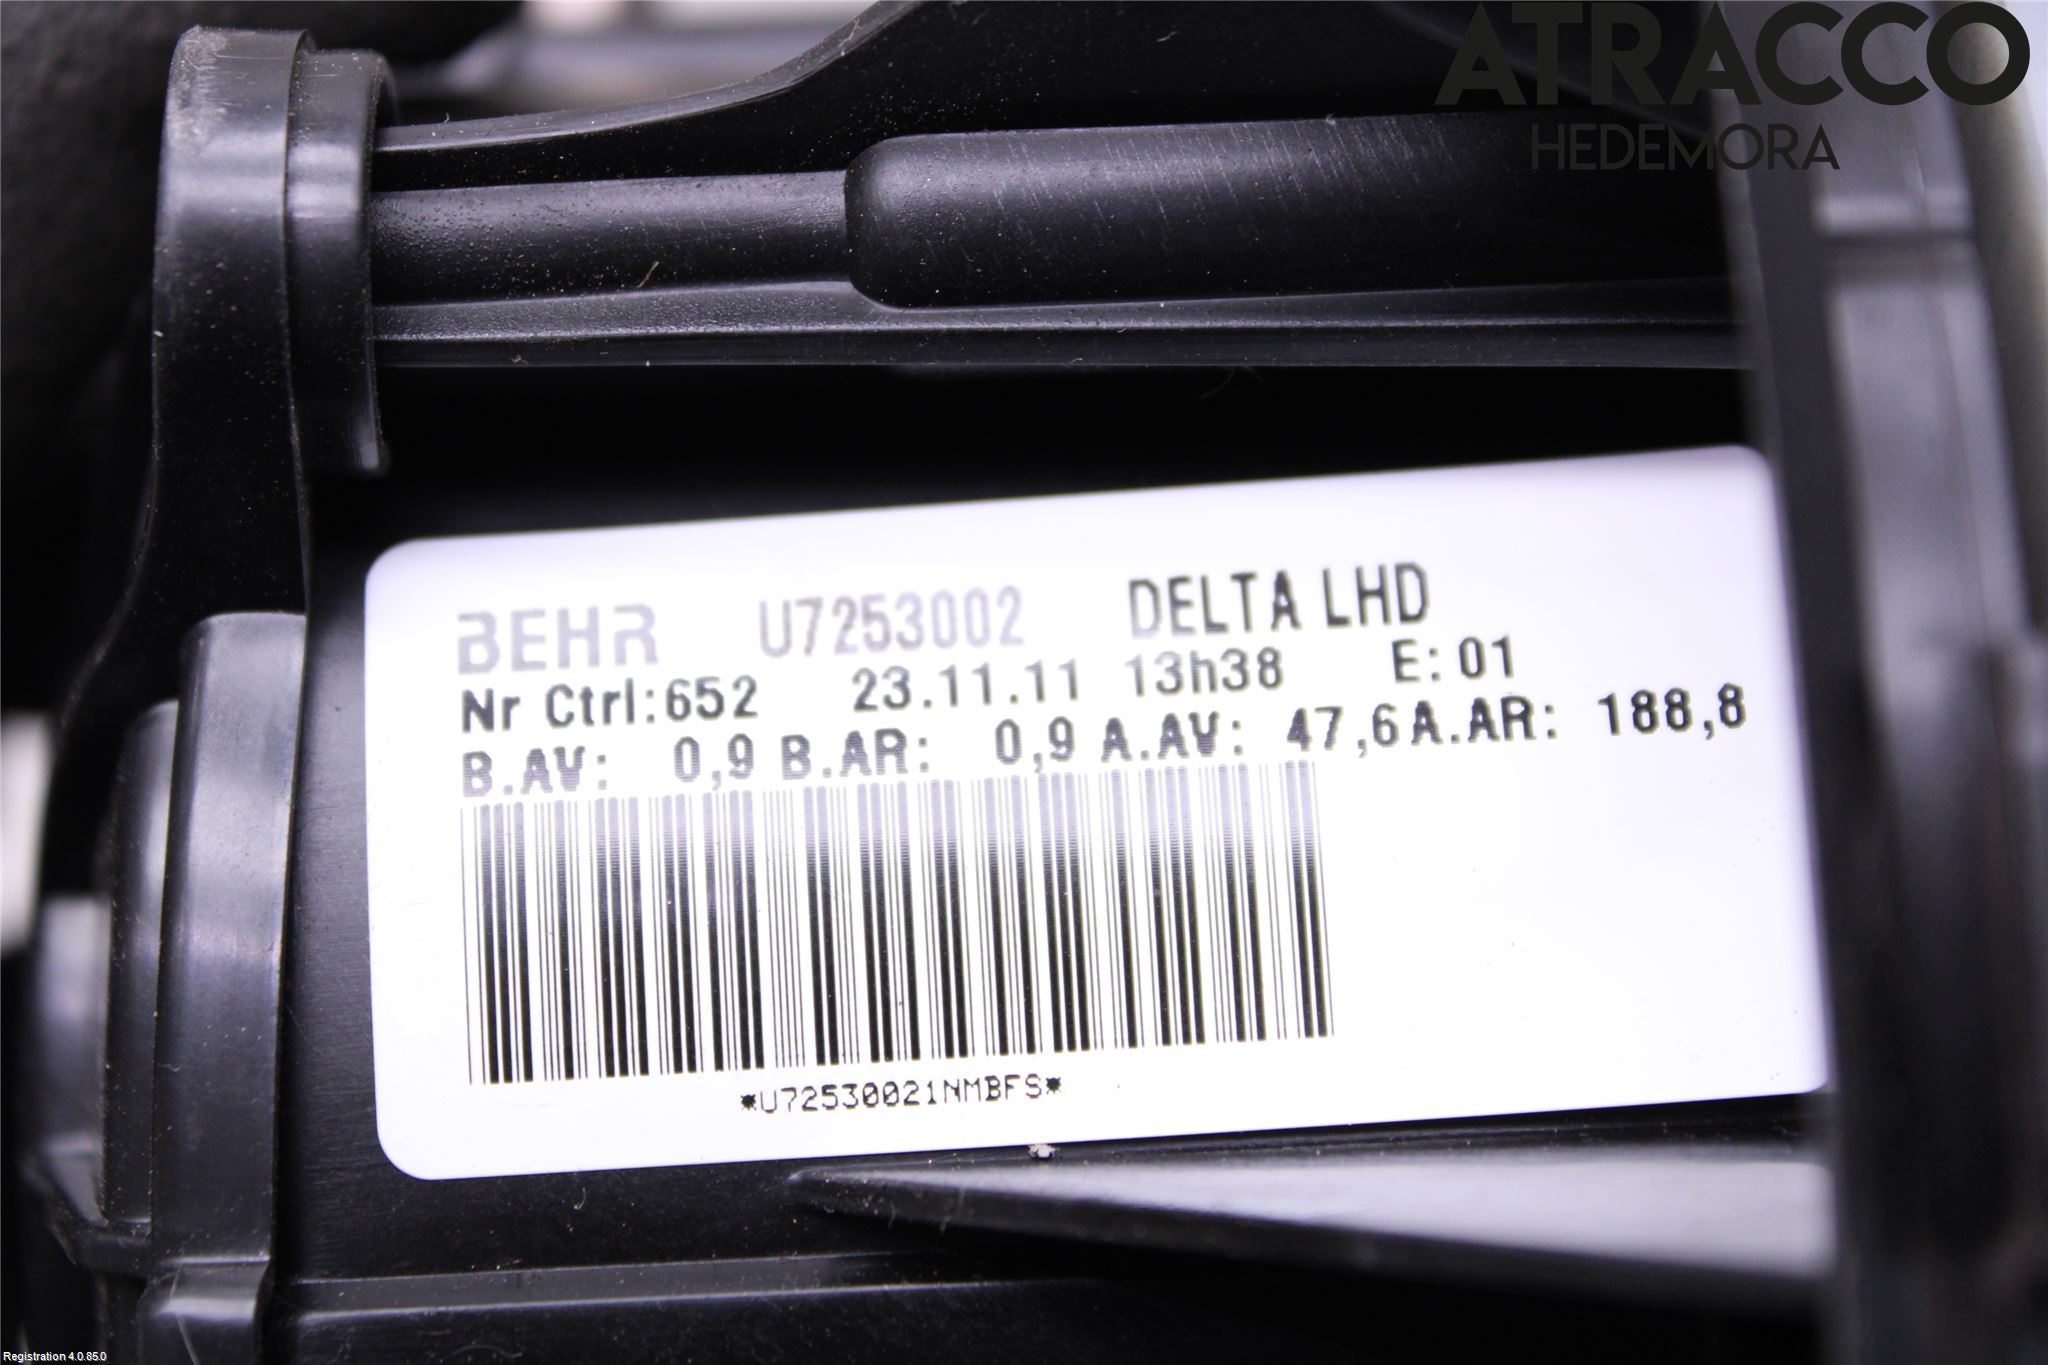 ATRACCO
HEDEMORA
BEHR U7253002 DELTA LHD
Nr Ctrl:652 23.11.11 13h38 E: 01
B.AV: 0,9 B.AR: 0,9 A.AV: 47,6 A.AR: 188,8
*U72530021NMBFS*
Registration 4.0.85.0